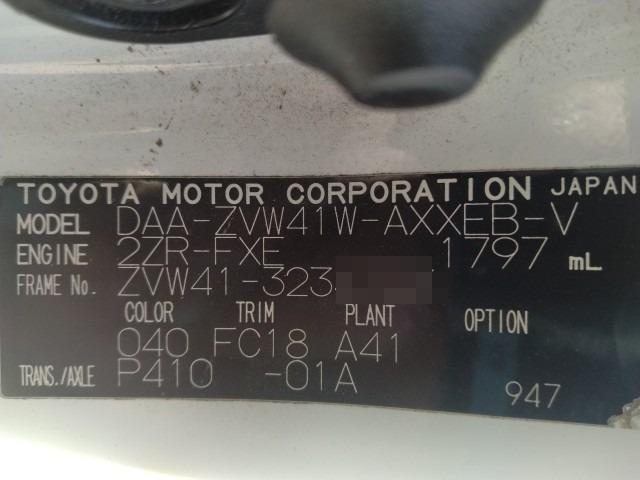 TOYOTA MOTOR CORPORATION JAPAN
MODEL DAA-ZVW41W-AXXEB-V
ENGINE 2ZR-FXE 1797 mL
FRAME No. ZVW41-323
COLOR TRIM PLANT OPTION
040 FC18 A41
TRANS./AXLE P410 -01A
947